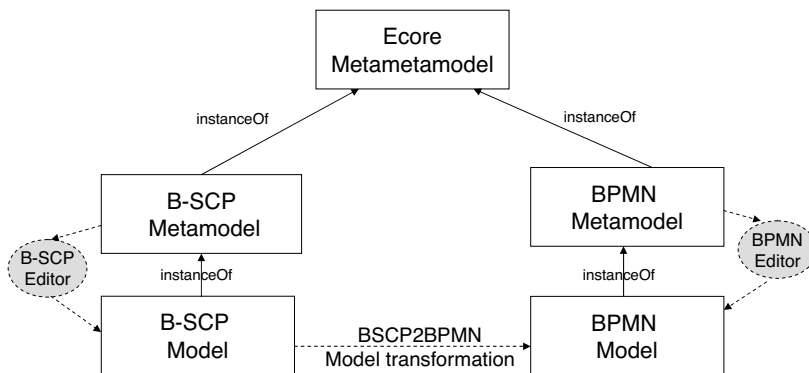 Ecore
Metametamodel
instanceOf
instanceOf
B-SCP
Metamodel
BPMN
Metamodel
B-SCP
Editor
BPMN
Editor
instanceOf
instanceOf
B-SCP
Model
BSCP2BPMN
Model transformation
BPMN
Model